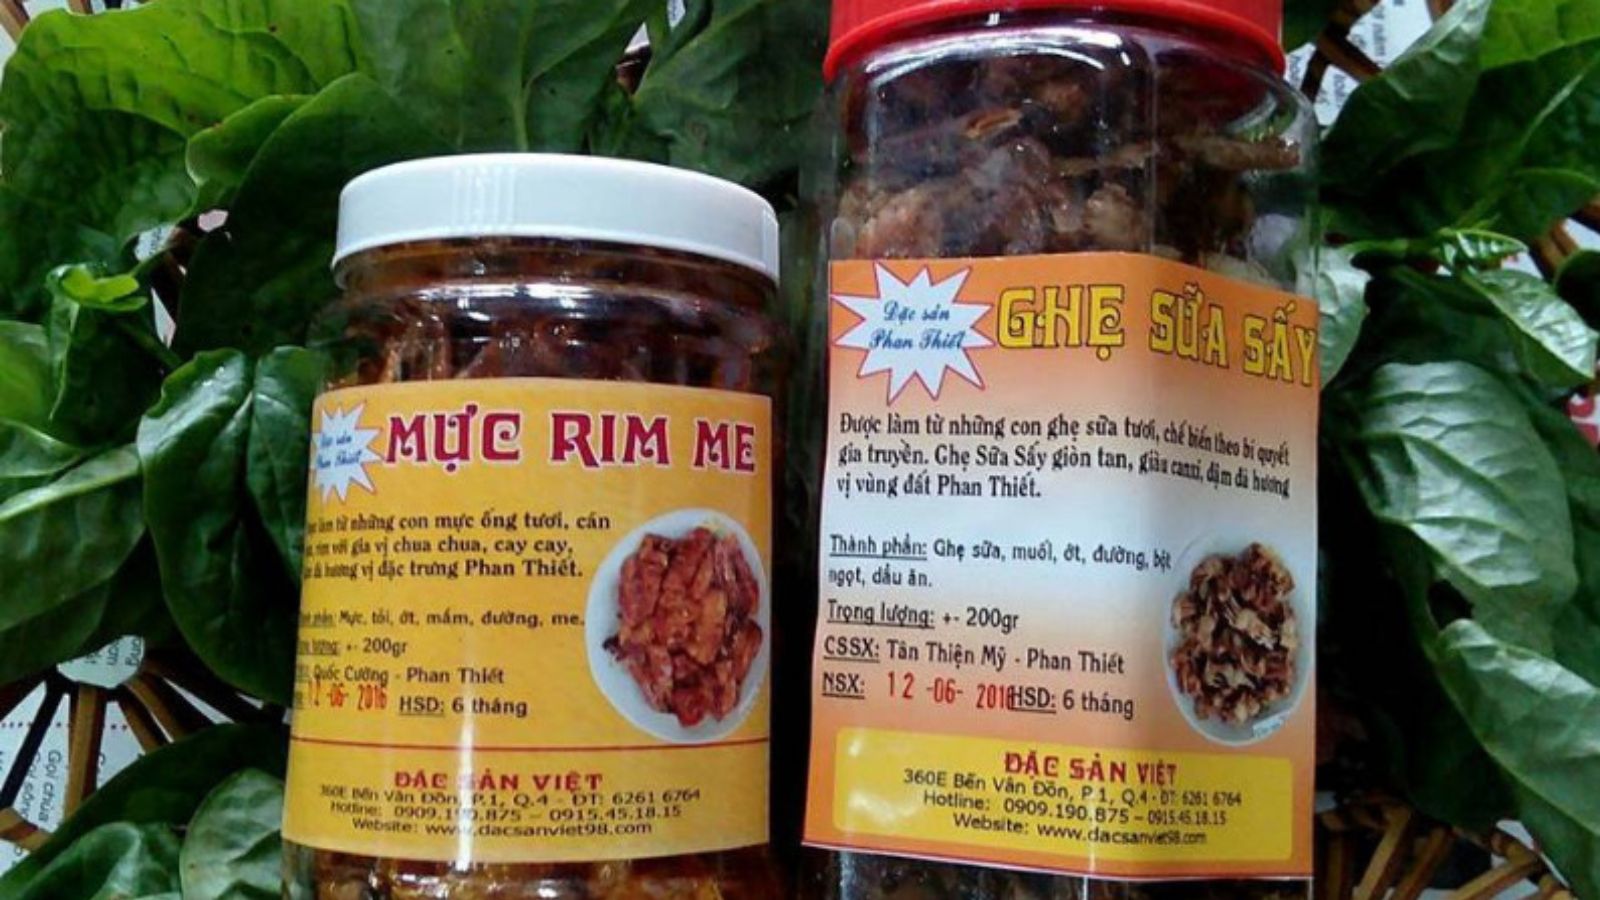 Đặc sản
Phan Thiết
MỰC RIM ME
làm từ những con mực ống tươi, cán
rim với gia vị chua chua, cay cay,
đà hương vị đặc trưng Phan Thiết.
phần: Mực, tỏi, ớt, mắm, đường, me.
lượng: +- 200gr
Quốc Cường - Phan Thiết
12-06-2016 HSD: 6 tháng
ĐẶC SẢN VIỆT
360E Bến Vân Đồn, P.1, Q.4 - ĐT: 6261 6764
Hotline: 0909.190.875 – 0915.45.18.15
Website: www.dacsanviet98.com
Đặc sản
Phan Thiết
GHẸ SỮA SẤY
Được làm từ những con ghẹ sữa tươi, chế biến theo bí quyết
gia truyền. Ghẹ Sữa Sấy giòn tan, giàu canxi, đậm đà hương
vị vùng đất Phan Thiết.
Thành phần: Ghẹ sữa, muối, ớt, đường, bột
ngọt, dầu ăn.
Trọng lượng: +- 200gr
CSSX: Tân Thiện Mỹ - Phan Thiết
NSX: 12-06-2016 HSD: 6 tháng
ĐẶC SẢN VIỆT
360E Bến Vân Đồn, P.1, Q.4 - ĐT: 6261 6764
Hotline: 0909.190.875 – 0915.45.18.15
Website: www.dacsanviet98.com